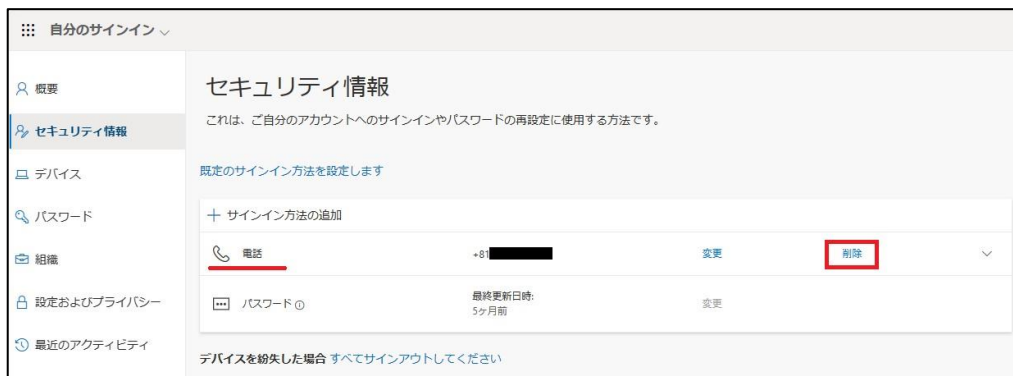 自分のサインイン
概要
セキュリティ情報
デバイス
パスワード
組織
設定およびプライバシー
最近のアクティビティ
セキュリティ情報
これは、ご自分のアカウントへのサインインやパスワードの再設定に使用する方法です。
既定のサインイン方法を設定します
+ サインイン方法の追加
電話 +81 変更 削除
パスワード 最終更新日時: 変更
5ヶ月前
デバイスを紛失した場合 すべてサインアウトしてください